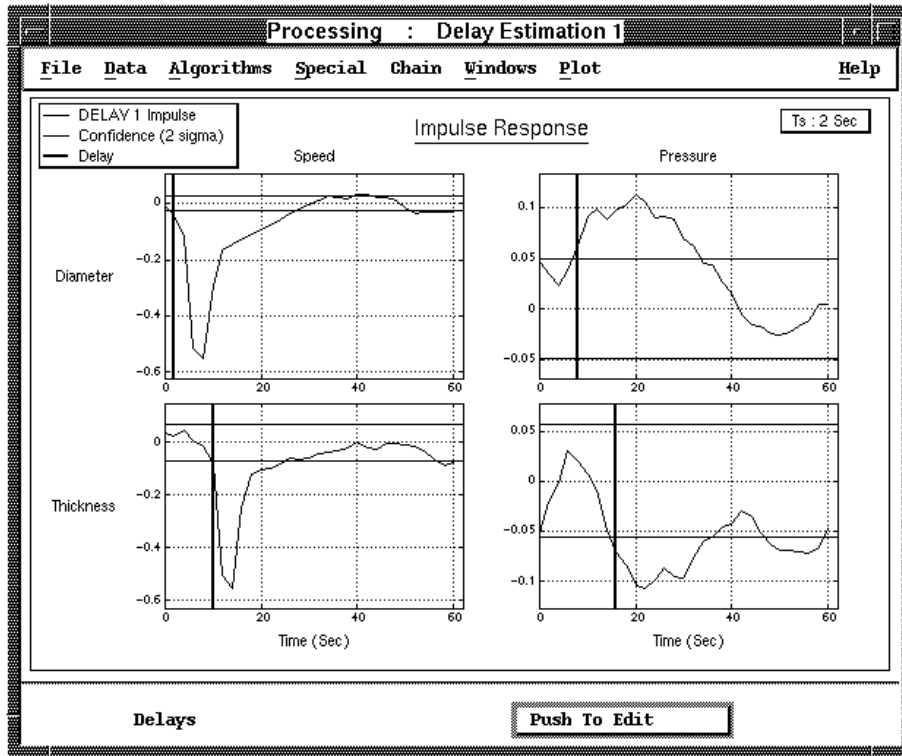 Processing : Delay Estimation 1
File Data Algorithms Special Chain Windows Plot Help
DELAY 1 Impulse
Confidence (2 sigma)
Delay
Impulse Response
Ts : 2 Sec
Speed
Pressure
Diameter
0
-0.2
-0.4
-0.6
0 20 40 60
0.1
0.05
0
-0.05
0 20 40 60
Thickness
0
-0.2
-0.4
-0.6
0 20 40 60
Time (Sec)
0.05
0
-0.05
-0.1
0 20 40 60
Time (Sec)
Delays
Push To Edit